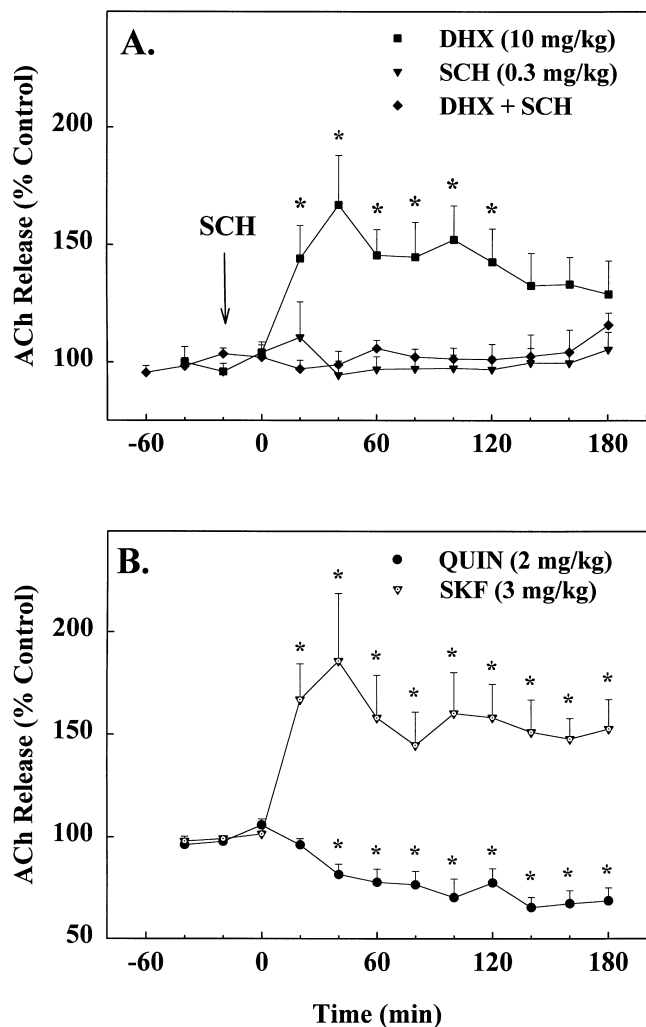 A.
DHX (10 mg/kg)
SCH (0.3 mg/kg)
DHX + SCH
200
150
100
ACh Release (% Control)
SCH
* * * * * *
-60 0 60 120 180
B.
QUIN (2 mg/kg)
SKF (3 mg/kg)
200
150
100
50
ACh Release (% Control)
* * * * * * * * *
* * * * * * * *
-60 0 60 120 180
Time (min)